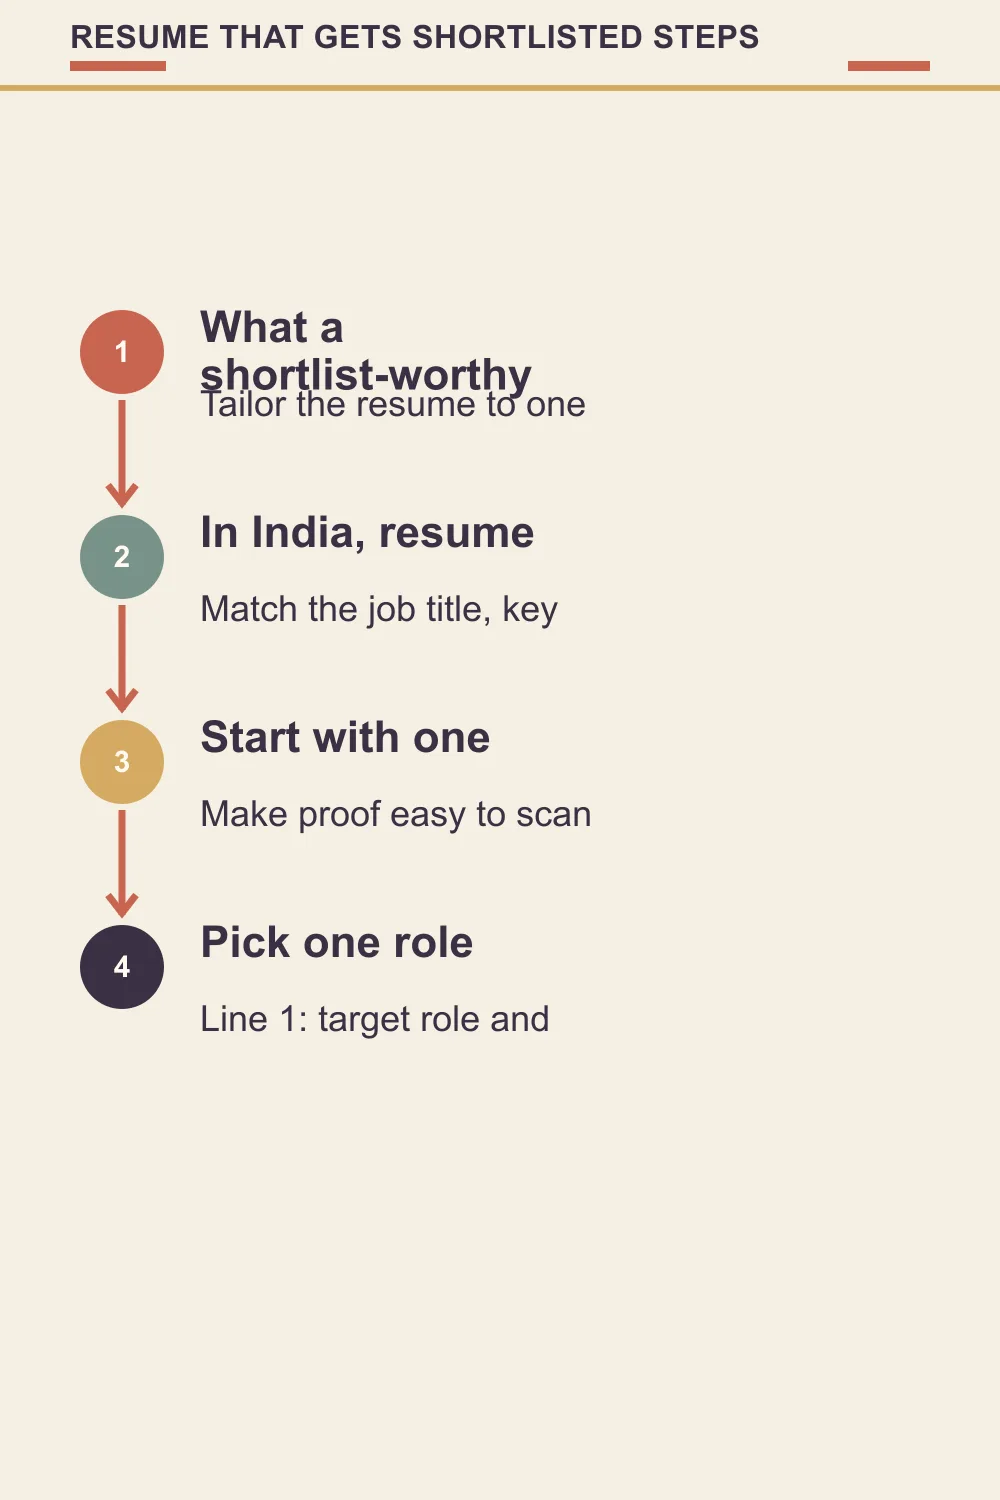 RESUME THAT GETS SHORTLISTED STEPS
1
What a
shortlist-worthy
Tailor the resume to one
2
In India, resume
Match the job title, key
3
Start with one
Make proof easy to scan
4
Pick one role
Line 1: target role and